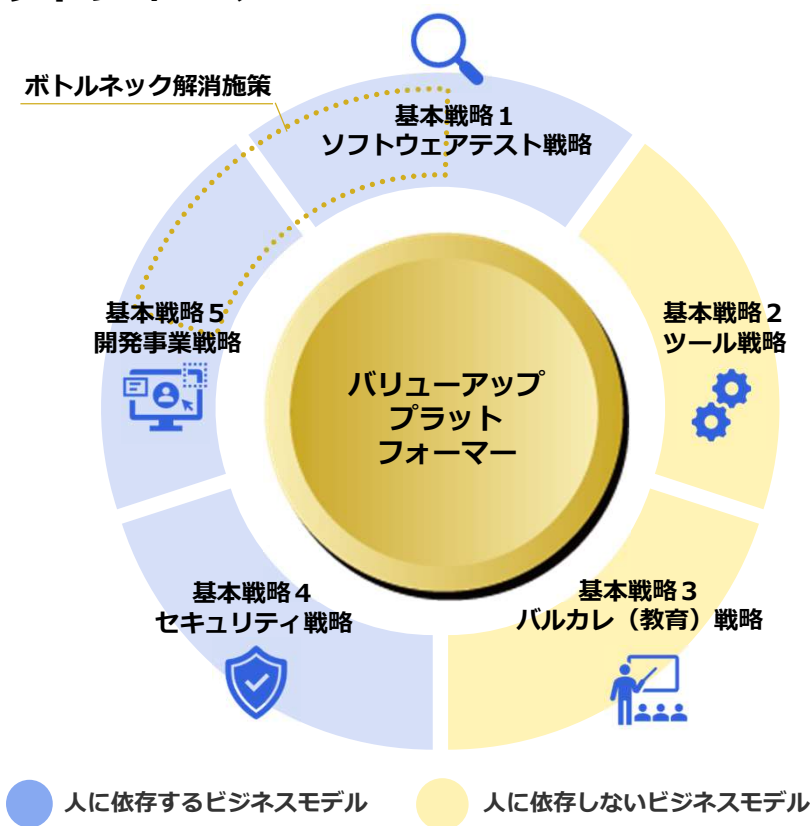 ボトルネック解消施策
基本戦略１
ソフトウェアテスト戦略
基本戦略２
ツール戦略
基本戦略３
バルカレ（教育）戦略
基本戦略４
セキュリティ戦略
基本戦略５
開発事業戦略
バリューアップ
プラット
フォーマー
人に依存するビジネスモデル
人に依存しないビジネスモデル